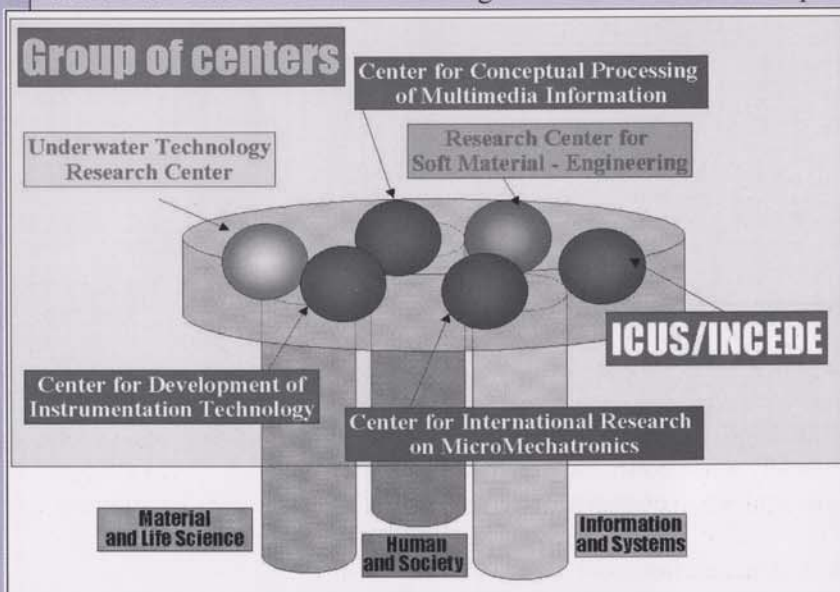 Group of centers
Center for Conceptual Processing
of Multimedia Information
Underwater Technology
Research Center
Research Center for
Soft Material - Engineering
ICUS/INCEDE
Center for Development of
Instrumentation Technology
Center for International Research
on MicroMechatronics
Material
and Life Science
Human
and Society
Information
and Systems